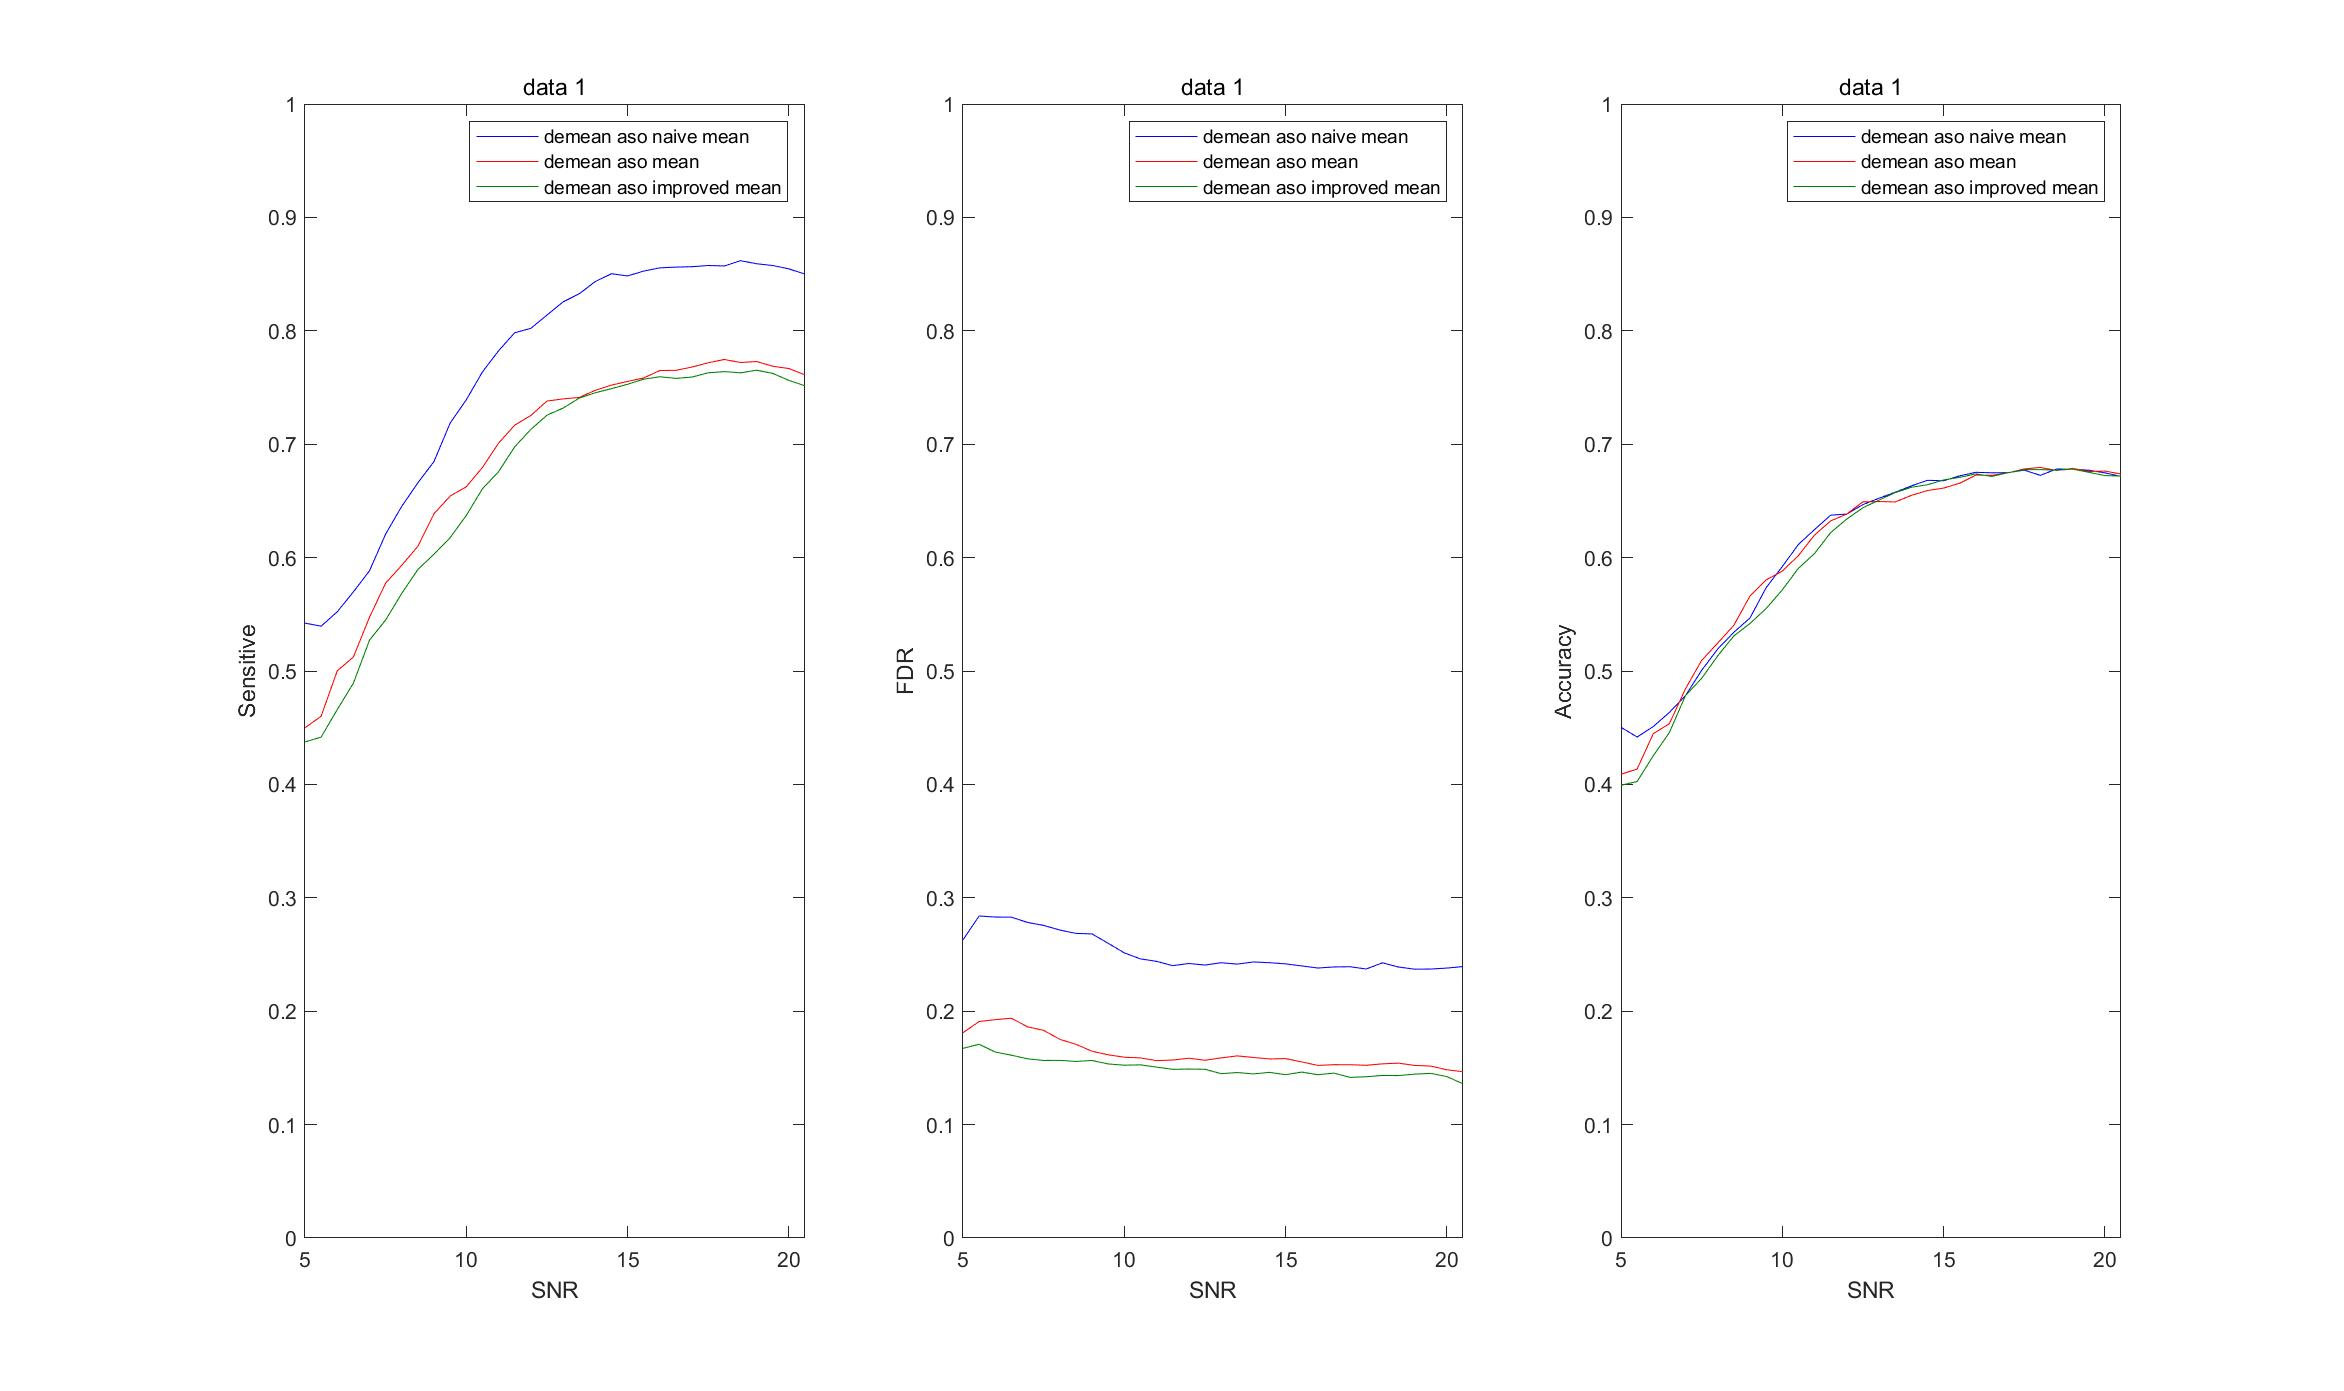 data 1
demean aso naive mean
demean aso mean
demean aso improved mean
1
0.9
0.8
0.7
0.6
0.5
0.4
0.3
0.2
0.1
0
Sensitive
5
10
15
20
SNR
data 1
demean aso naive mean
demean aso mean
demean aso improved mean
1
0.9
0.8
0.7
0.6
0.5
0.4
0.3
0.2
0.1
0
FDR
5
10
15
20
SNR
data 1
demean aso naive mean
demean aso mean
demean aso improved mean
1
0.9
0.8
0.7
0.6
0.5
0.4
0.3
0.2
0.1
0
Accuracy
5
10
15
20
SNR